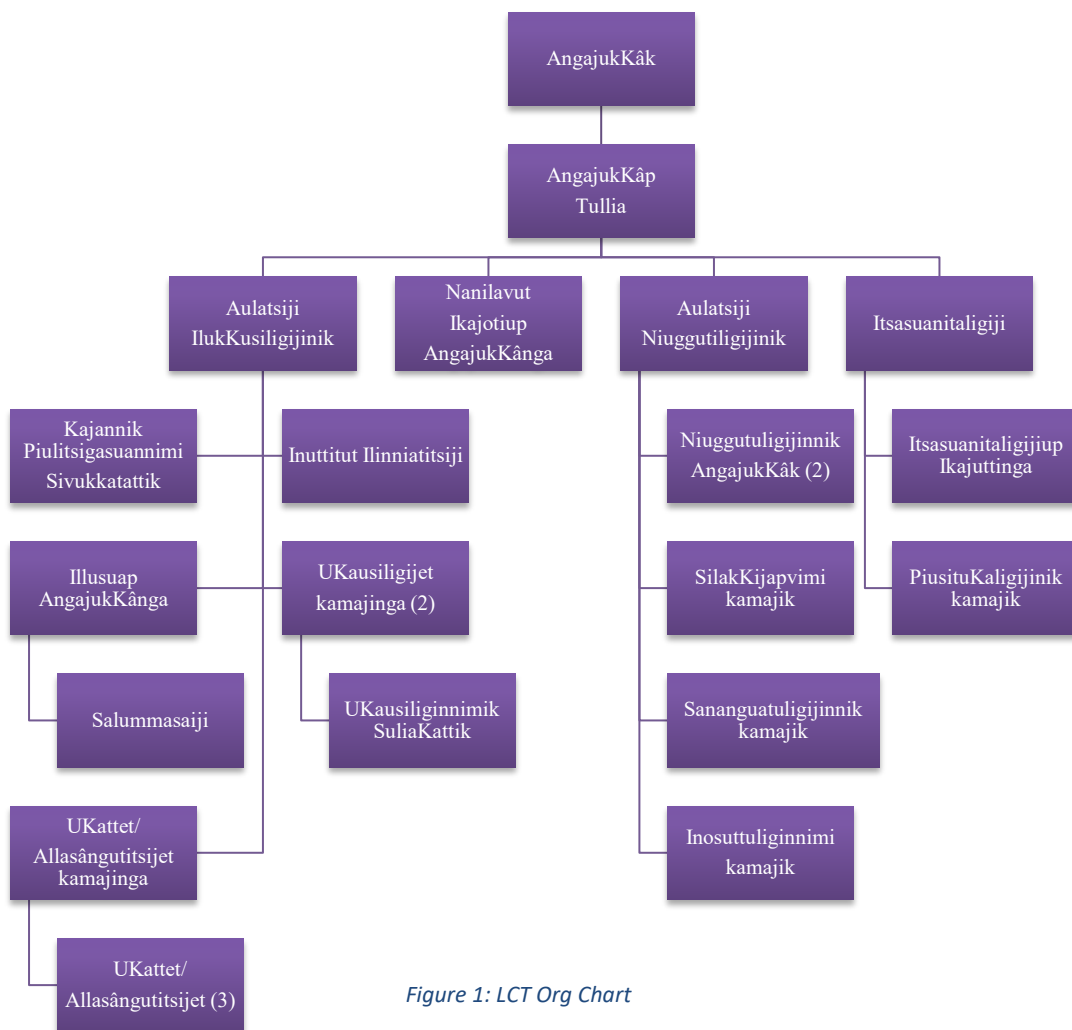 AngajukKâk
AngajukKâp
Tullia
Aulatsiji
IlukKusiligijinik
Nanilavut
Ikajotiup
AngajukKânga
Aulatsiji
Niuggutiligijinik
Itsasuanitaligiji
Kajannik
Piulitsigasuannimi
Sivukkatattik
Inuttitut Ilinniatitsiji
Niuggutuligijinnik
AngajukKâk (2)
Itsasuanitaligijiup
Ikajuttinga
Illusuap
AngajukKânga
UKausiligijet
kamajinga (2)
SilakKijapvimi
kamajik
PiusituKaligijinik
kamajik
Salummasaiji
UKausiliginnimik
SuliaKattik
Sananguatuligijinnik
kamajik
UKattet/
Allasângutitsijet
kamajinga
Inosuttuliginnimi
kamajik
UKattet/
Allasângutitsijet (3)
Figure 1: LCT Org Chart